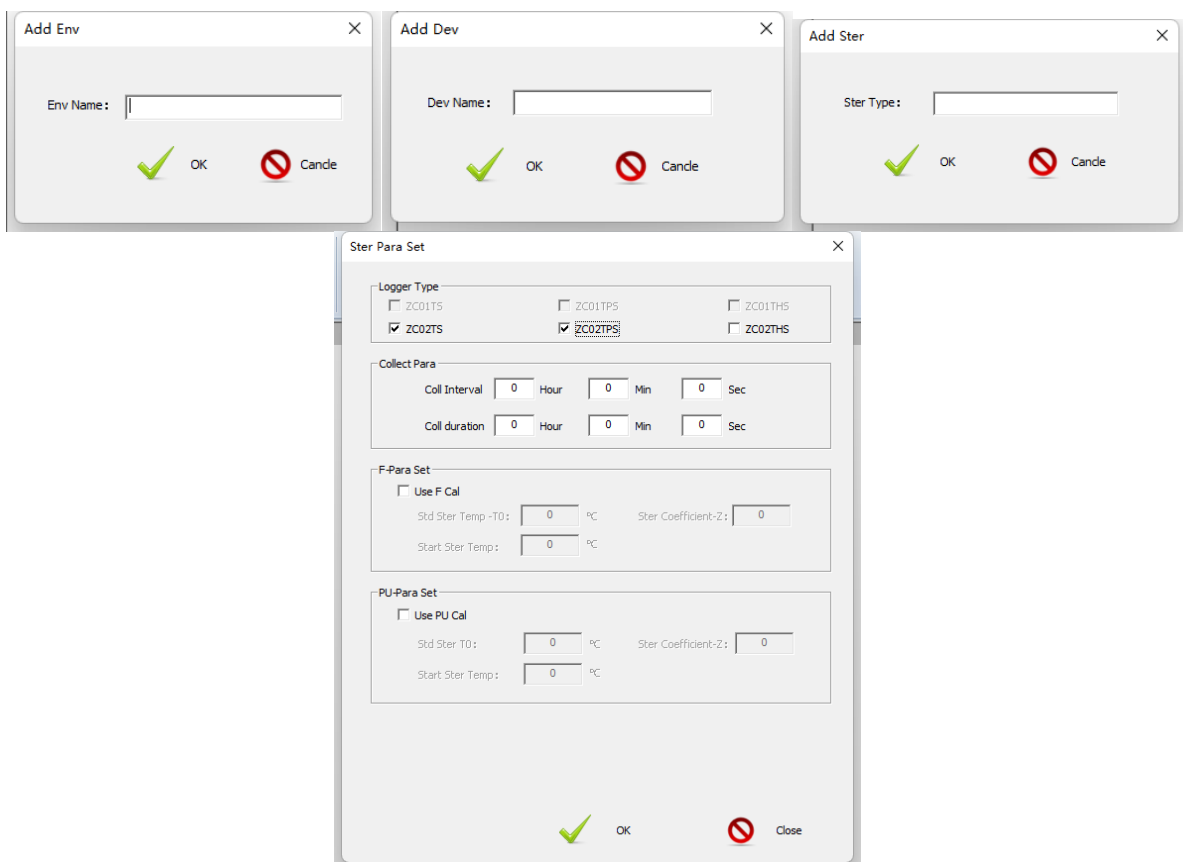 Add Env
Env Name:
OK Cancle
Add Dev
Dev Name:
OK Cancle
Add Ster
Ster Type:
OK Cancle
Ster Para Set
Logger Type
ZC01TS ZC01TPS ZC01THS
ZC02TS ZC02TPS ZC02THS
Collect Para
Coll Interval 0 Hour 0 Min 0 Sec
Coll duration 0 Hour 0 Min 0 Sec
F-Para Set
Use F Cal
Std Ster Temp -T0: 0 ℃ Ster Coefficient-Z: 0
Start Ster Temp: 0 ℃
PU-Para Set
Use PU Cal
Std Ster T0: 0 ℃ Ster Coefficient-Z: 0
Start Ster Temp: 0 ℃
OK Close